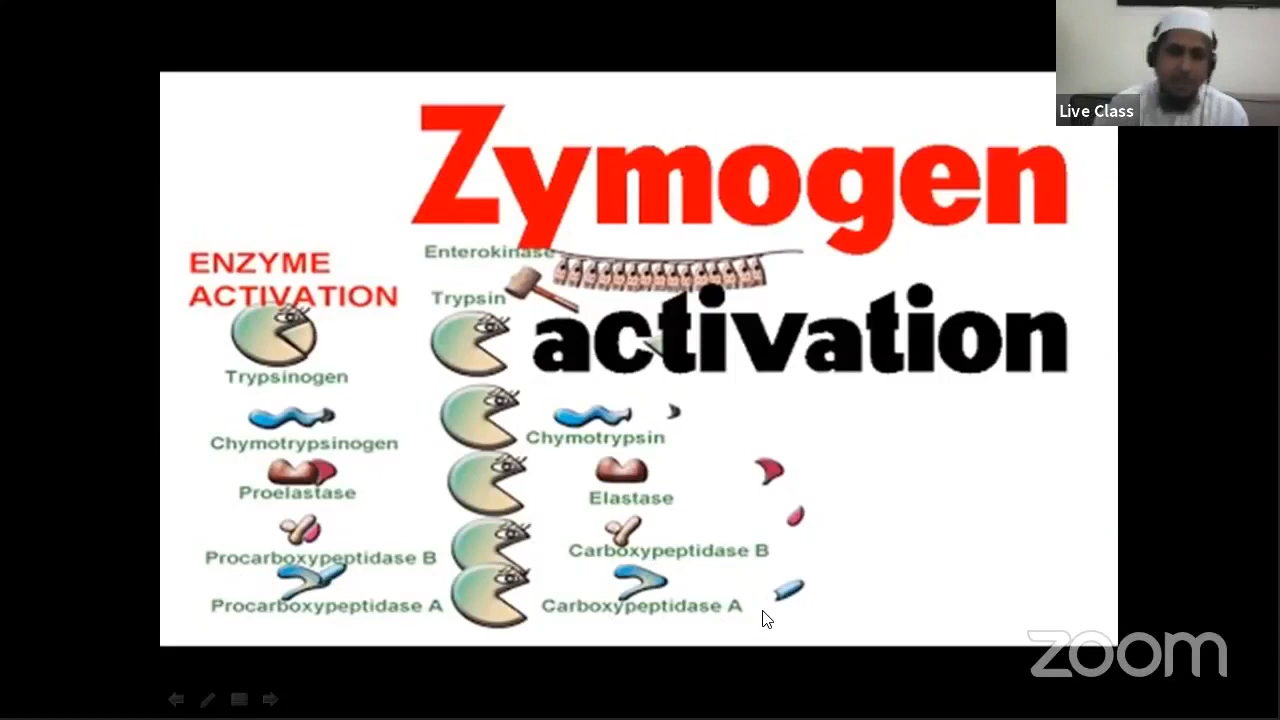 Live Class
Zymogen
activation
ENZYME
ACTIVATION
Enterokinase
Trypsin
Trypsinogen
Chymotrypsinogen
Chymotrypsin
Proelastase
Elastase
Procarboxypeptidase B
Carboxypeptidase B
Procarboxypeptidase A
Carboxypeptidase A
zoom